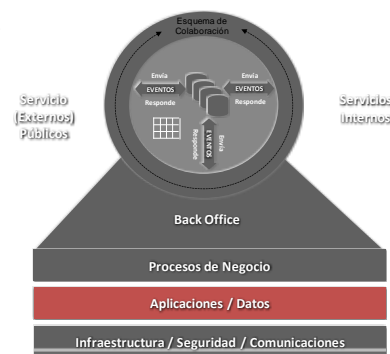 Esquema de
Colaboración
Envía
EVENTOS
Responde
Envía
EVENTOS
Responde
Envía
EVENTOS
Responde
Servicio
(Externos)
Públicos
Servicios
Internos
Back Office
Procesos de Negocio
Aplicaciones / Datos
Infraestructura / Seguridad / Comunicaciones